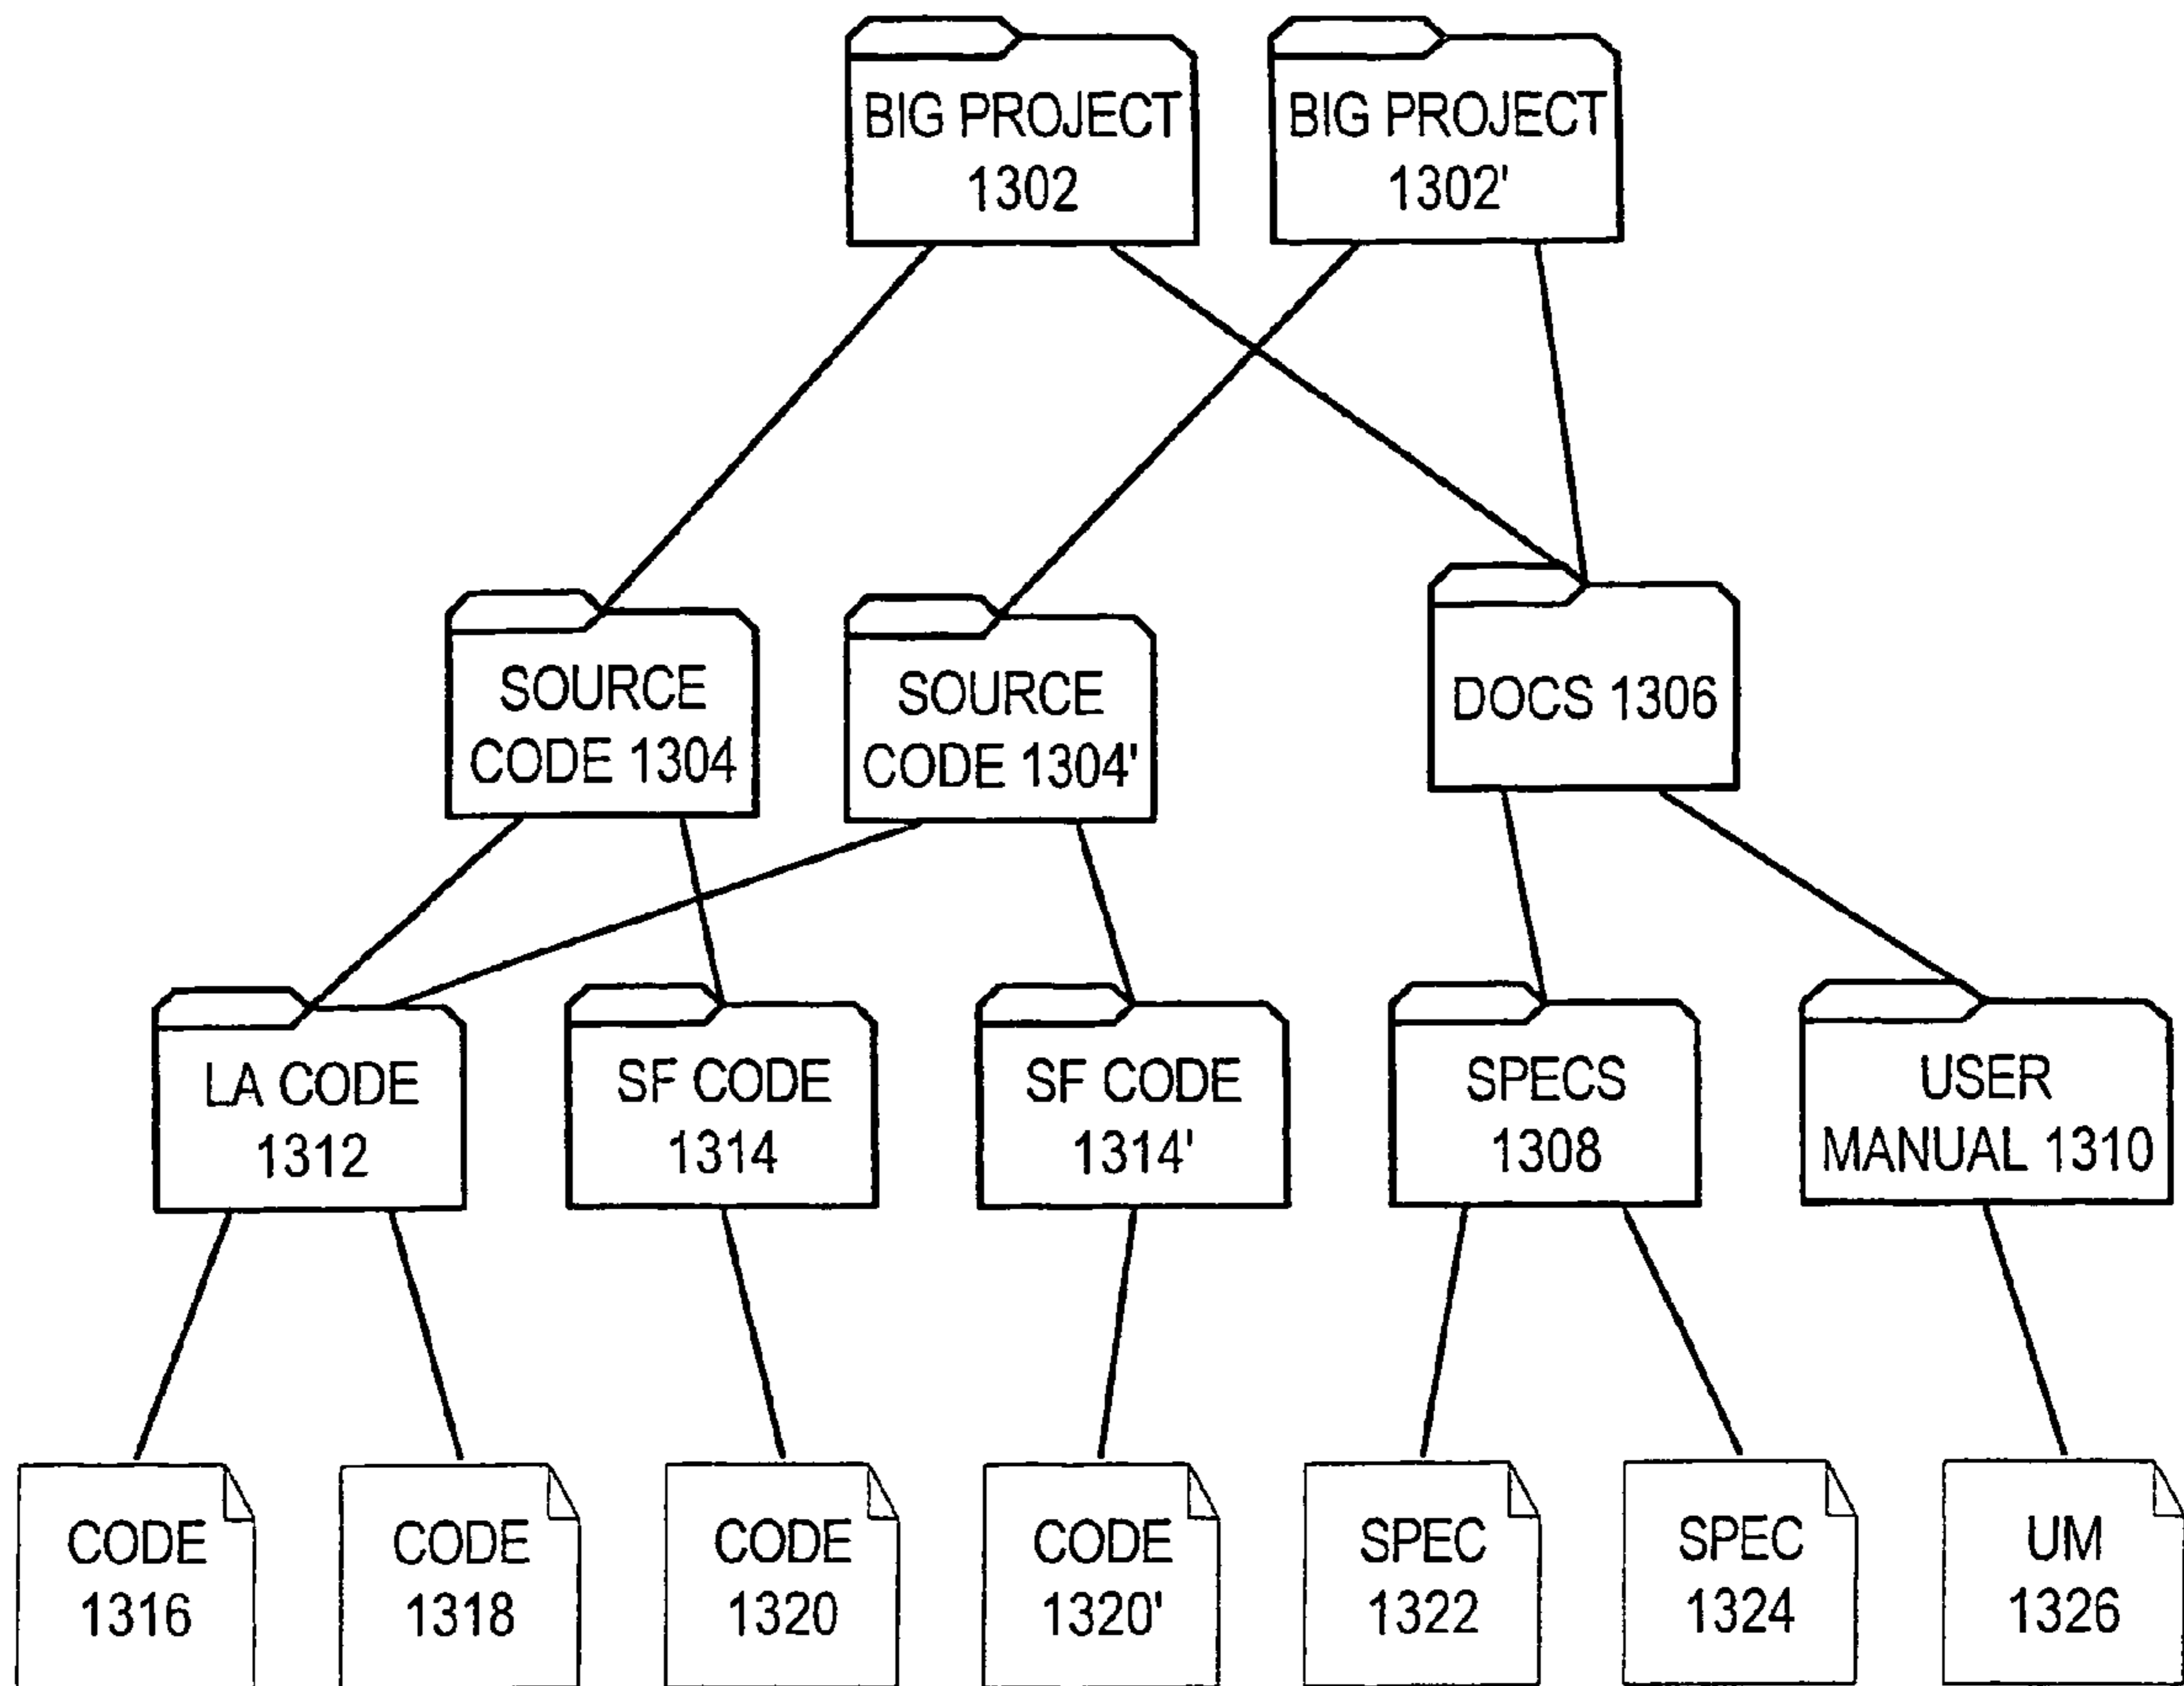 BIG PROJECT
1302
BIG PROJECT
1302'
SOURCE
CODE 1304
SOURCE
CODE 1304'
DOCS 1306
LA CODE
1312
SF CODE
1314
SF CODE
1314'
SPECS
1308
USER
MANUAL 1310
CODE
1316
CODE
1318
CODE
1320
CODE
1320'
SPEC
1322
SPEC
1324
UM
1326